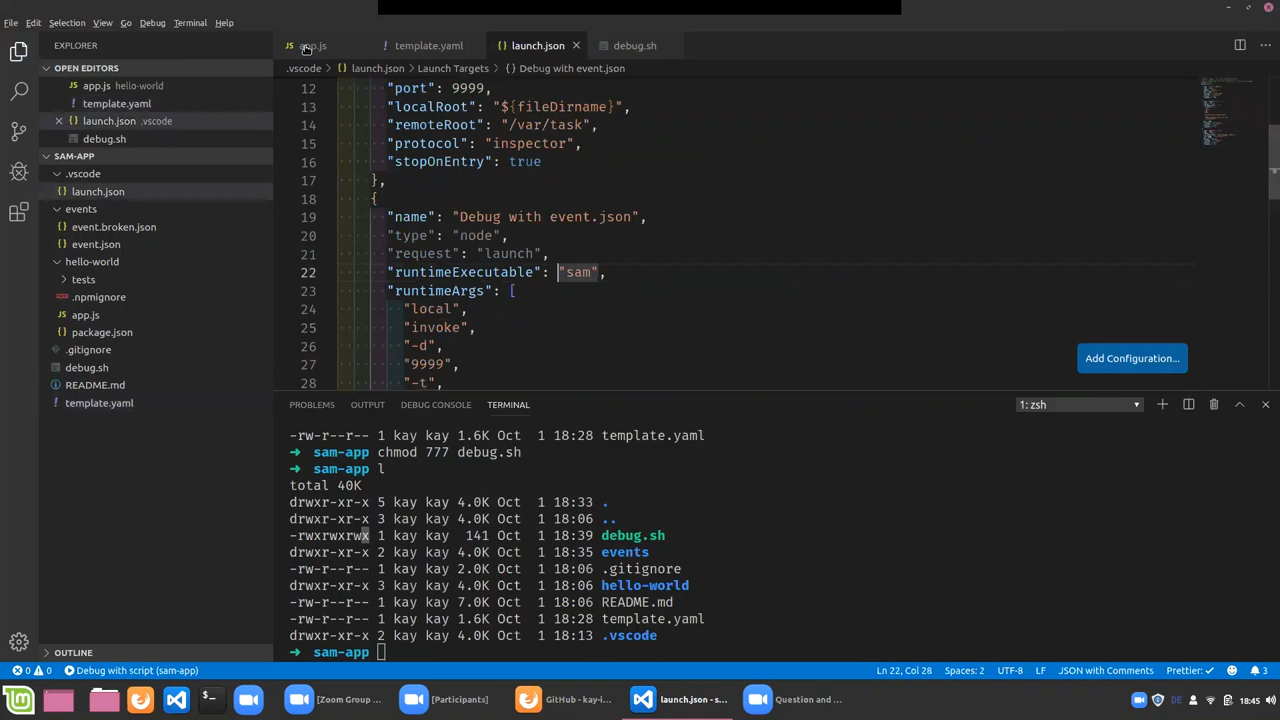 File Edit Selection View Go Debug Terminal Help
EXPLORER
OPEN EDITORS
app.js hello-world
template.yaml
launch.json .vscode
debug.sh
SAM-APP
.vscode
launch.json
events
event.broken.json
event.json
hello-world
tests
.npmignore
app.js
package.json
.gitignore
debug.sh
README.md
template.yaml
OUTLINE
JS app.js ! template.yaml {} launch.json debug.sh
.vscode > {} launch.json > Launch Targets > {} Debug with event.json
12 "port": 9999,
13 "localRoot": "${fileDirname}",
14 "remoteRoot": "/var/task",
15 "protocol": "inspector",
16 "stopOnEntry": true
17 },
18 {
19 "name": "Debug with event.json",
20 "type": "node",
21 "request": "launch",
22 "runtimeExecutable": "sam",
23 "runtimeArgs": [
24 "local",
25 "invoke",
26 "-d",
27 "9999",
28 "-t",
Add Configuration...
PROBLEMS OUTPUT DEBUG CONSOLE TERMINAL
1: zsh
-rw-r--r-- 1 kay kay 1.6K Oct 1 18:28 template.yaml
→ sam-app chmod 777 debug.sh
→ sam-app l
total 40K
drwxr-xr-x 5 kay kay 4.0K Oct 1 18:33 .
drwxr-xr-x 3 kay kay 4.0K Oct 1 18:06 ..
-rwxrwxrwx 1 kay kay 141 Oct 1 18:39 debug.sh
drwxr-xr-x 2 kay kay 4.0K Oct 1 18:35 events
-rw-r--r-- 1 kay kay 2.0K Oct 1 18:06 .gitignore
drwxr-xr-x 3 kay kay 4.0K Oct 1 18:06 hello-world
-rw-r--r-- 1 kay kay 7.0K Oct 1 18:06 README.md
-rw-r--r-- 1 kay kay 1.6K Oct 1 18:28 template.yaml
drwxr-xr-x 2 kay kay 4.0K Oct 1 18:13 .vscode
→ sam-app
0 0 Debug with script (sam-app)
Ln 22, Col 28 Spaces: 2 UTF-8 LF JSON with Comments Prettier: ✓ 3
[Zoom Group ... [Participants] GitHub - kay-i... launch.json - s... Question and ... DE 18:45